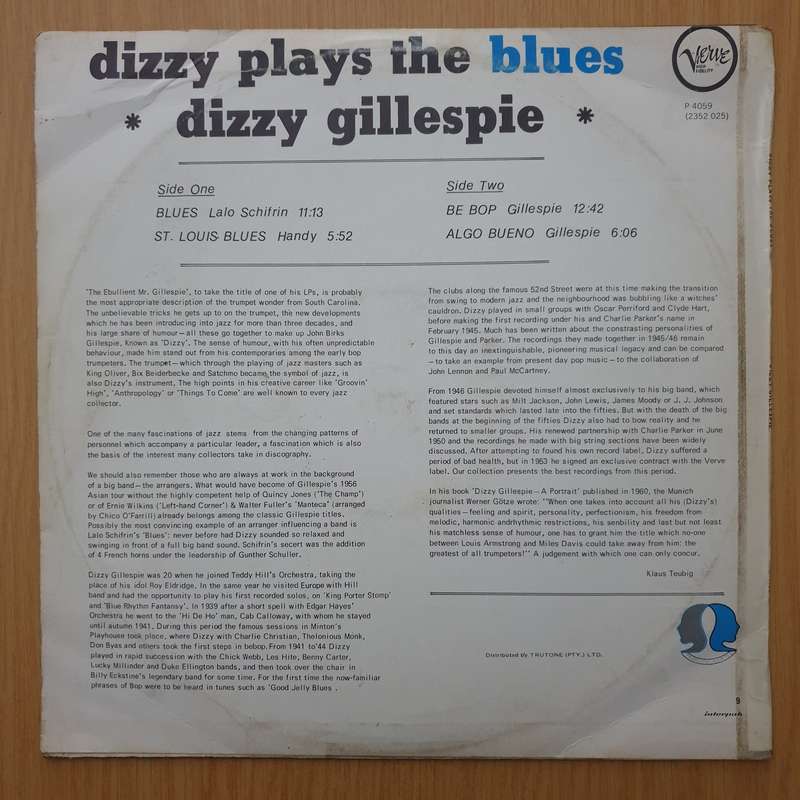 dizzy plays the blues
* dizzy gillespie *
Verve
HIGH
FIDELITY
P 4059
(2352 025)
Side One
BLUES Lalo Schifrin 11:13
ST. LOUIS BLUES Handy 5:52
Side Two
BE BOP Gillespie 12:42
ALGO BUENO Gillespie 6:06
'The Ebullient Mr. Gillespie', to take the title of one of his LPs, is probably
the most appropriate description of the trumpet wonder from South Carolina.
The unbelievable tricks he gets up to on the trumpet, the new developments
which he has been introducing into jazz for more than three decades, and
his large share of humour—all these go together to make up John Birks
Gillespie, Known as 'Dizzy'. The sense of humour, with his often unpredictable
behaviour, made him stand out from his contemporaries among the early bop
trumpeters. The trumpet—which through the playing of jazz masters such as
King Oliver, Bix Beiderbecke and Satchmo became the symbol of jazz, is
also Dizzy's instrument. The high points in his creative career like 'Groovin'
High', 'Anthropology' or 'Things To Come' are well known to every jazz
collector.
One of the many fascinations of jazz stems from the changing patterns of
personnel which accompany a particular leader, a fascination which is also
the basis of the interest many collectors take in discography.
We should also remember those who are always at work in the background
of a big band—the arrangers. What would have become of Gillespie's 1956
Asian tour without the highly competent help of Quincy Jones ('The Champ')
or of Ernie Wilkins ('Left-hand Corner') & Walter Fuller's 'Manteca' (arranged
by Chico O'Farrill) already belongs among the classic Gillespie titles.
Possibly the most convincing example of an arranger influencing a band is
Lalo Schifrin's 'Blues': never before had Dizzy sounded so relaxed and
swinging in front of a full big band sound. Schifrin's secert was the addition
of 4 French horns under the leadership of Gunther Schuller.
Dizzy Gillespie was 20 when he joined Teddy Hill's Orchestra, taking the
place of his idol Roy Eldridge. In the same year he visited Europe with Hill
band and had the opportunity to play his first recorded solos, on 'King Porter Stomp'
and 'Blue Rhythm Fantansy'. In 1939 after a short spell with Edgar Hayes'
Orchestra he went to the 'Hi De Ho' man, Cab Calloway, with whom he stayed
until autumn 1941. During this period the famous sessions in Minton's
Playhouse took place, where Dizzy with Charlie Christian, Thelonious Monk,
Don Byas and others took the first steps in bebop. From 1941 to '44 Dizzy
played in rapid succession with the Chick Webb, Les Hite, Benny Carter,
Lucky Millinder and Duke Ellington bands, and then took over the chair in
Billy Eckstine's legendary band for some time. For the first time the now-familiar
phrases of Bop were to be heard in tunes such as 'Good Jelly Blues .
The clubs along the famous 52nd Street were at this time making the transition
from swing to modern jazz and the neighbourhood was bubbling like a witches'
cauldron. Dizzy played in small groups with Oscar Perriford and Clyde Hart,
before making the first recording under his and Charlie Parker's name in
February 1945. Much has been written about the constrasting personalities of
Gillespie and Parker. The recordings they made together in 1945/46 remain
to this day an inextinguishable, pioneering musical legacy and can be compared
—to take an example from present day pop music—to the collaboration of
John Lennon and Paul McCartney.
From 1946 Gillespie devoted himself almost exclusively to his big band, which
featured stars such as Milt Jackson, John Lewis, James Moody or J. J. Johnson
and set standards which lasted late into the fifties. But with the death of the big
bands at the beginning of the fifties Dizzy also had to bow reality and he
returned to smaller groups. His renewed partnership with Charlie Parker in June
1950 and the recordings he made with big string sections have been widely
discussed. After attempting to found his own record label, Dizzy suffered a
period of bad health, but in 1963 he signed an exclusive contract with the Verve
label. Our collection presents the best recordings from this period.
In his book 'Dizzy Gillespie—A Portrait' published in 1960, the Munich
journalist Werner Götze wrote: "When one takes into account all his (Dizzy's)
qualities—feeling and spirit, personality, perfectionism, his freedom from
melodic, harmonic andrhythmic restrictions, his senbility and last but not least
his matchless sense of humour, one has to grant him the title which no-one
between Louis Armstrong and Miles Davis could take away from him: the
greatest of all trumpeters!" A judgement with which one can only concur.
Klaus Teubig
Distributed by TRUTONE (PTY.) LTD.
9
interpak